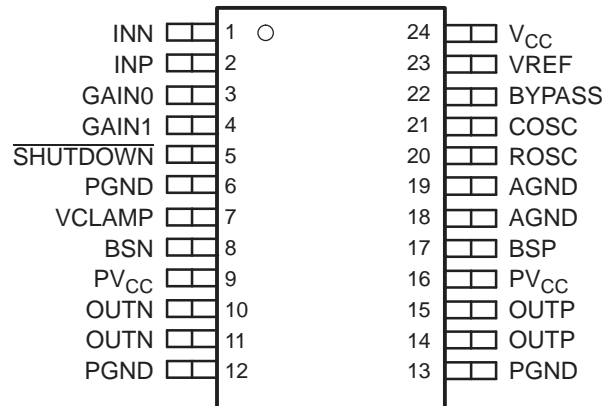 INN 1 24 VCC
INP 2 23 VREF
GAIN0 3 22 BYPASS
GAIN1 4 21 COSC
SHUTDOWN 5 20 ROSC
PGND 6 19 AGND
VCLAMP 7 18 AGND
BSN 8 17 BSP
PVCC 9 16 PVCC
OUTN 10 15 OUTP
OUTN 11 14 OUTP
PGND 12 13 PGND